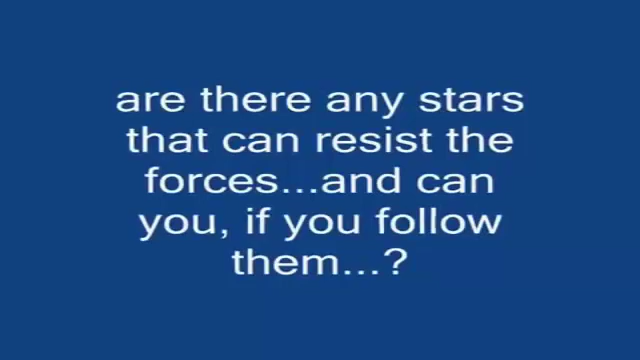 are there any stars
that can resist the
forces...and can
you, if you follow
them...?